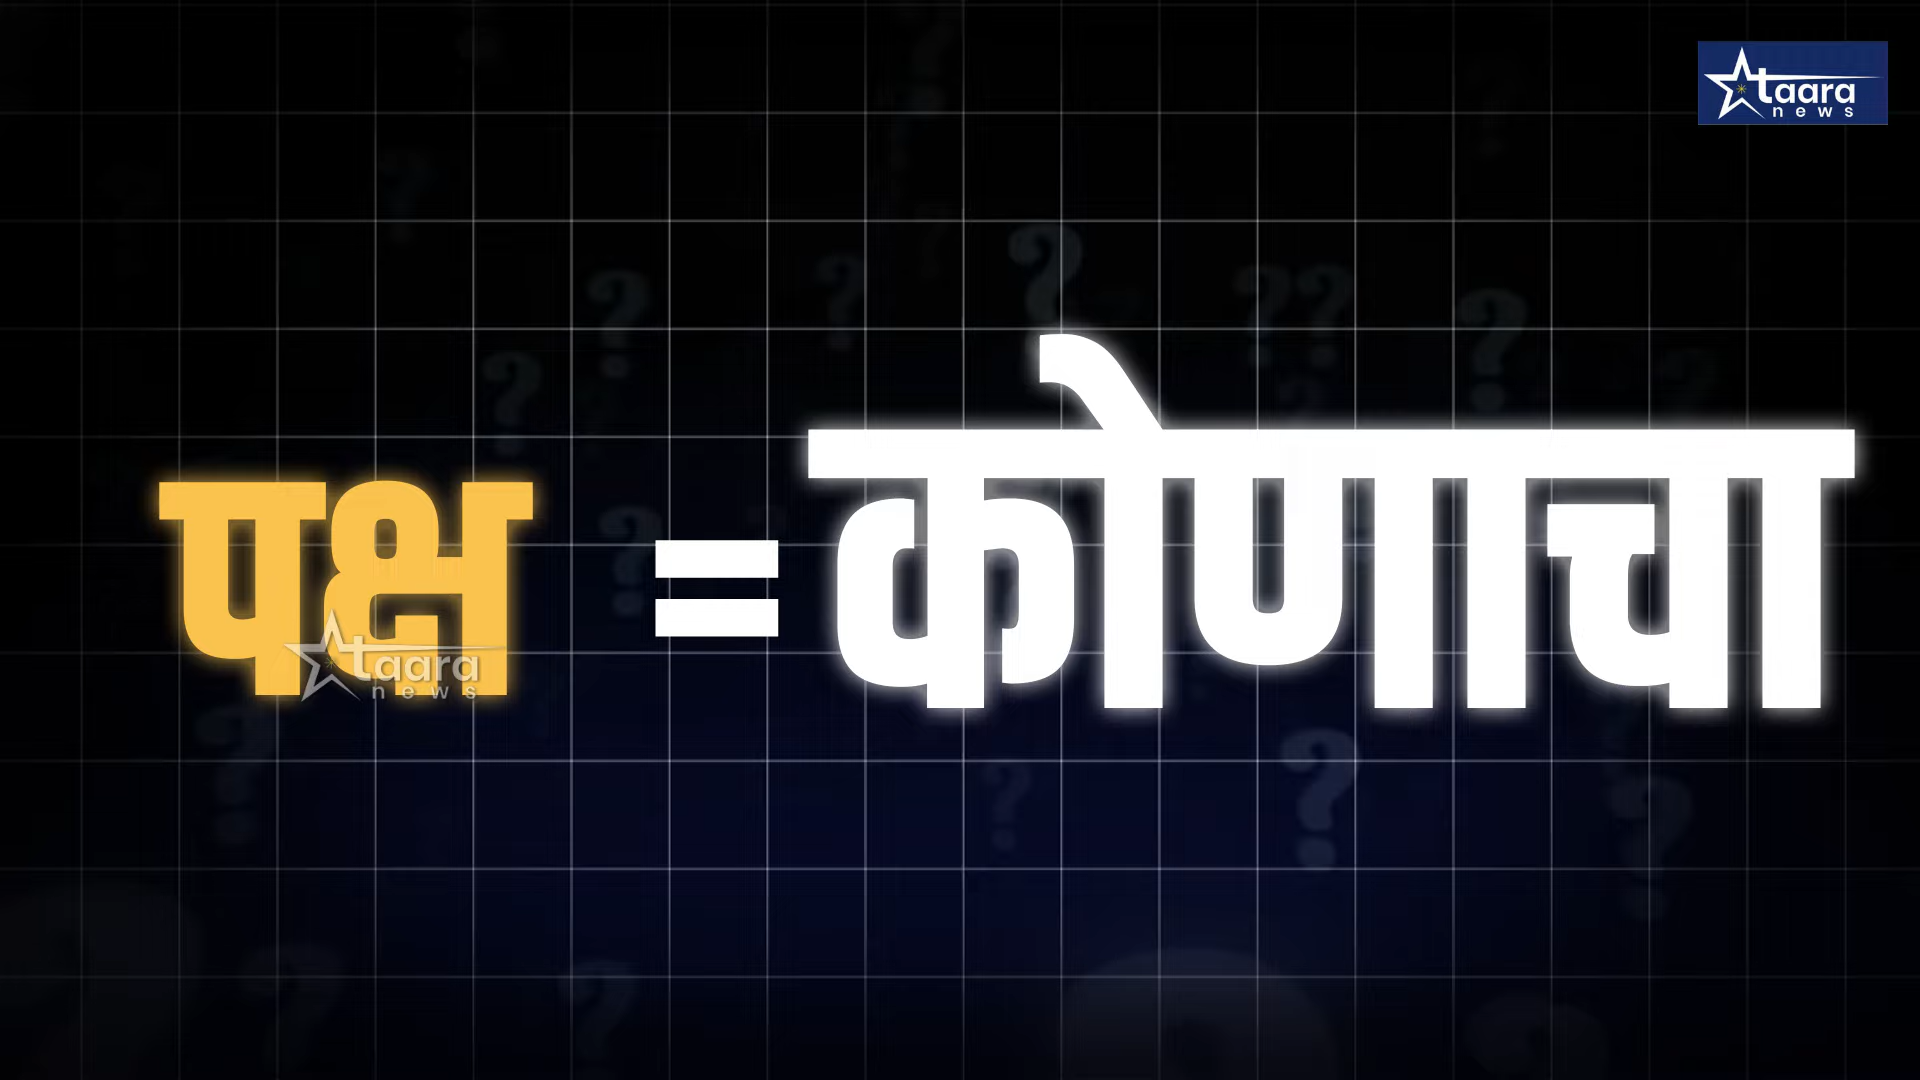 taara
news
पक्ष = कोणाचा
taara
news